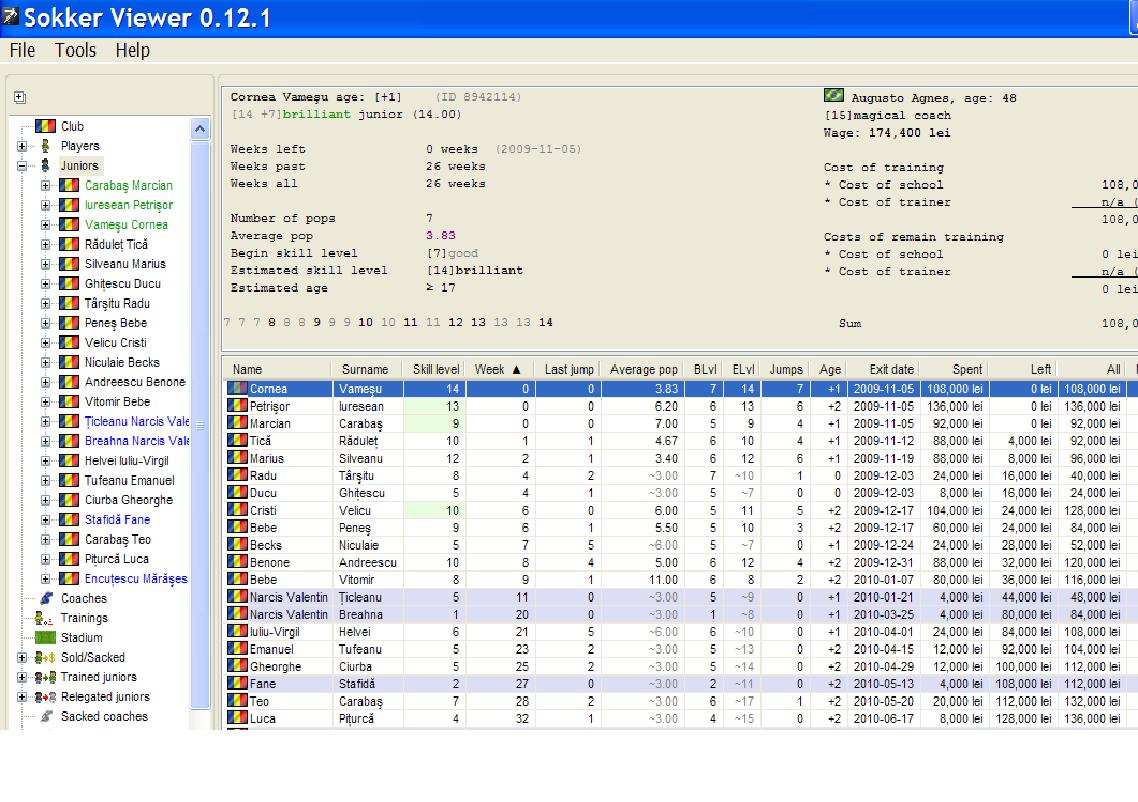 Sokker Viewer 0.12.1
File Tools Help
Club
Players
Juniors
Carabaş Marcian
Iuresean Petrişor
Vameşu Cornea
Răduleţ Tică
Silveanu Marius
Ghiţescu Ducu
Târşitu Radu
Peneş Bebe
Velicu Cristi
Niculaie Becks
Andreescu Benone
Vitomir Bebe
Ţicleanu Narcis Vale
Breahna Narcis Vale
Helvei Iuliu-Virgil
Tufeanu Emanuel
Ciurba Gheorghe
Stafidă Fane
Carabaş Teo
Piţurcă Luca
Encuţescu Mărăşes
Coaches
Trainings
Stadium
Sold/Sacked
Trained juniors
Relegated juniors
Sacked coaches
Cornea Vameşu age: [+1] (ID 8942114)
[14 +7]brilliant junior (14.00)
Weeks left 0 weeks (2009-11-05)
Weeks past 26 weeks
Weeks all 26 weeks
Number of pops 7
Average pop 3.83
Begin skill level [7]good
Estimated skill level [14]brilliant
Estimated age ≥ 17
7 7 7 8 8 8 9 9 9 10 10 11 11 12 13 13 13 14
Augusto Agnes, age: 48
[15]magical coach
Wage: 174,400 lei
Cost of training
* Cost of school 108,0
* Cost of trainer n/a (
108,0
Costs of remain training
* Cost of school 0 lei
* Cost of trainer n/a (
0 lei
Sum 108,0
Name Surname Skill level Week ▲ Last jump Average pop BLvl ELvl Jumps Age Exit date Spent Left All
Cornea Vameşu 14 0 0 3.83 7 14 7 +1 2009-11-05 108,000 lei 0 lei 108,000 lei
Petrişor Iuresean 13 0 0 6.20 6 13 6 +2 2009-11-05 136,000 lei 0 lei 136,000 lei
Marcian Carabaş 9 0 0 7.00 5 9 4 +1 2009-11-05 92,000 lei 0 lei 92,000 lei
Tică Răduleţ 10 1 1 4.67 6 10 4 +1 2009-11-12 88,000 lei 4,000 lei 92,000 lei
Marius Silveanu 12 2 1 3.40 6 12 6 +1 2009-11-19 88,000 lei 8,000 lei 96,000 lei
Radu Târşitu 8 4 2 ~3.00 7 ~10 1 0 2009-12-03 24,000 lei 16,000 lei 40,000 lei
Ducu Ghiţescu 5 4 1 ~3.00 5 ~7 0 0 2009-12-03 8,000 lei 16,000 lei 24,000 lei
Cristi Velicu 10 6 0 6.00 5 11 5 +2 2009-12-17 104,000 lei 24,000 lei 128,000 lei
Bebe Peneş 9 6 1 5.50 5 10 3 +2 2009-12-17 60,000 lei 24,000 lei 84,000 lei
Becks Niculaie 5 7 5 ~6.00 5 ~7 0 +1 2009-12-24 24,000 lei 28,000 lei 52,000 lei
Benone Andreescu 10 8 4 5.00 6 12 4 +2 2009-12-31 88,000 lei 32,000 lei 120,000 lei
Bebe Vitomir 8 9 1 11.00 6 8 2 +2 2010-01-07 80,000 lei 36,000 lei 116,000 lei
Narcis Valentin Ţicleanu 5 11 0 ~3.00 5 ~9 0 +1 2010-01-21 4,000 lei 44,000 lei 48,000 lei
Narcis Valentin Breahna 1 20 0 ~3.00 1 ~8 0 +1 2010-03-25 4,000 lei 80,000 lei 84,000 lei
Iuliu-Virgil Helvei 6 21 5 ~6.00 6 ~10 0 +1 2010-04-01 24,000 lei 84,000 lei 108,000 lei
Emanuel Tufeanu 5 23 2 ~3.00 5 ~13 0 +2 2010-04-15 12,000 lei 92,000 lei 104,000 lei
Gheorghe Ciurba 5 25 2 ~3.00 5 ~14 0 +2 2010-04-29 12,000 lei 100,000 lei 112,000 lei
Fane Stafidă 2 27 0 ~3.00 2 ~11 0 +2 2010-05-13 4,000 lei 108,000 lei 112,000 lei
Teo Carabaş 7 28 2 ~3.00 6 ~17 1 +2 2010-05-20 20,000 lei 112,000 lei 132,000 lei
Luca Piţurcă 4 32 1 ~3.00 4 ~15 0 +2 2010-06-17 8,000 lei 128,000 lei 136,000 lei